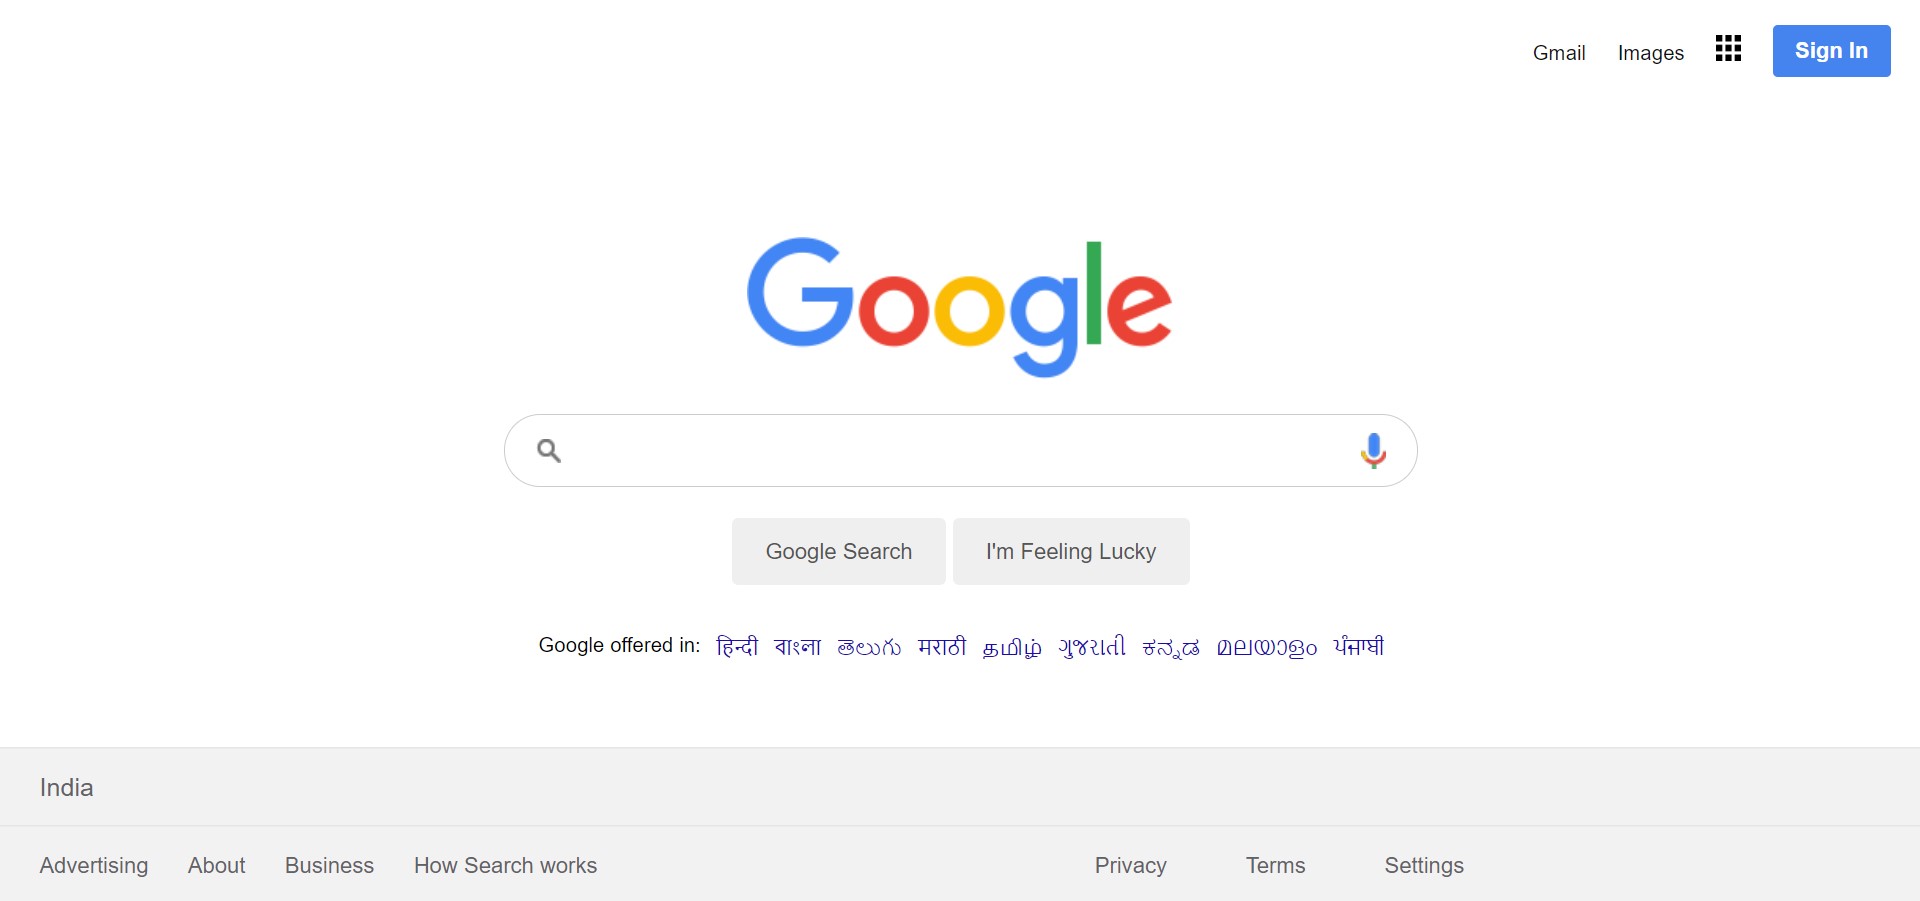 Gmail Images Sign In
Google
Google Search I'm Feeling Lucky
Google offered in: हिन्दी বাংলা తెలుగు मराठी தமிழ் ગુજરાતી ಕನ್ನಡ മലയാളം ਪੰਜਾਬੀ
India
Advertising About Business How Search works Privacy Terms Settings